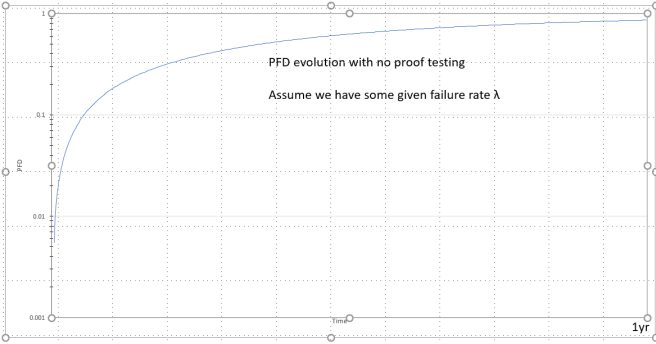 1
PFD evolution with no proof testing
Assume we have some given failure rate λ
0.1
PFD
0.01
0.001
Time
1yr